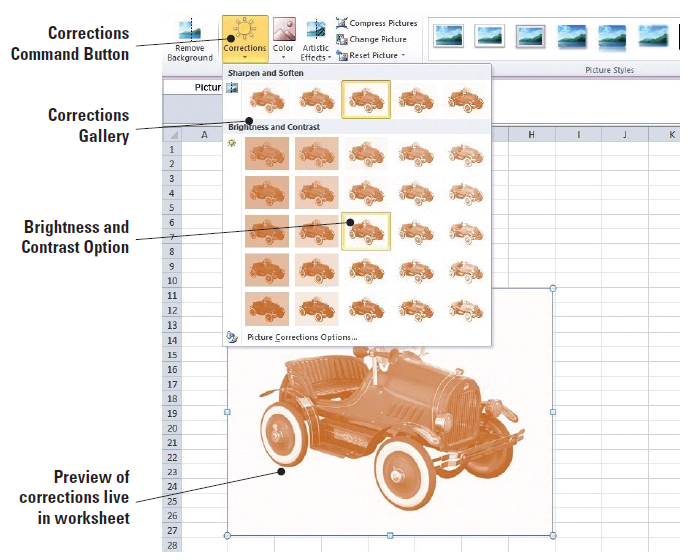 Corrections
Command Button
Corrections
Gallery
Brightness and
Contrast Option
Preview of
corrections live
in worksheet
Remove
Background
Corrections
Color
Artistic
Effects
Compress Pictures
Change Picture
Reset Picture
Picture Styles
Pictur
Sharpen and Soften
Brightness and Contrast
Picture Corrections Options...
A H I J K
1
2
3
4
5
6
7
8
9
10
11
12
13
14
15
16
17
18
19
20
21
22
23
24
25
26
27
28